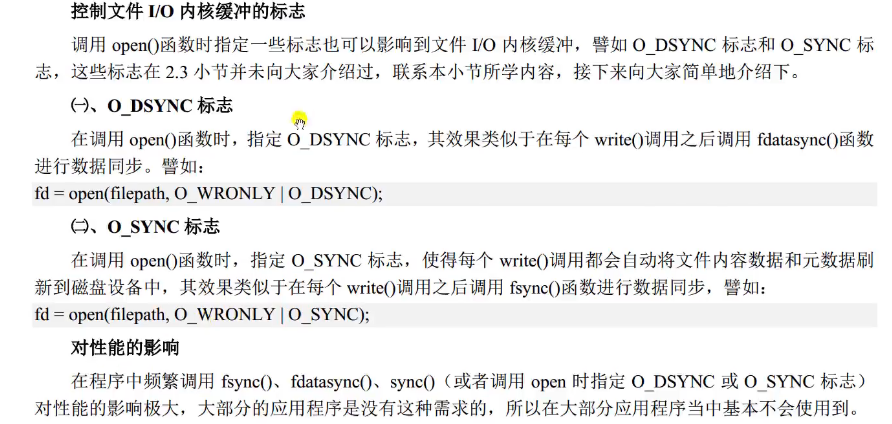 控制文件 I/O 内核缓冲的标志
调用 open()函数时指定一些标志也可以影响到文件 I/O 内核缓冲，譬如 O_DSYNC 标志和 O_SYNC 标
志，这些标志在 2.3 小节并未向大家介绍过，联系本小节所学内容，接下来向大家简单地介绍下。
㈠、O_DSYNC 标志
在调用 open()函数时，指定 O_DSYNC 标志，其效果类似于在每个 write()调用之后调用 fdatasync()函数
进行数据同步。譬如：
fd = open(filepath, O_WRONLY | O_DSYNC);
㈡、O_SYNC 标志
在调用 open()函数时，指定 O_SYNC 标志，使得每个 write()调用都会自动将文件内容数据和元数据刷
新到磁盘设备中，其效果类似于在每个 write()调用之后调用 fsync()函数进行数据同步，譬如：
fd = open(filepath, O_WRONLY | O_SYNC);
对性能的影响
在程序中频繁调用 fsync()、fdatasync()、sync()（或者调用 open 时指定 O_DSYNC 或 O_SYNC 标志）
对性能的影响极大，大部分的应用程序是没有这种需求的，所以在大部分应用程序当中基本不会使用到。